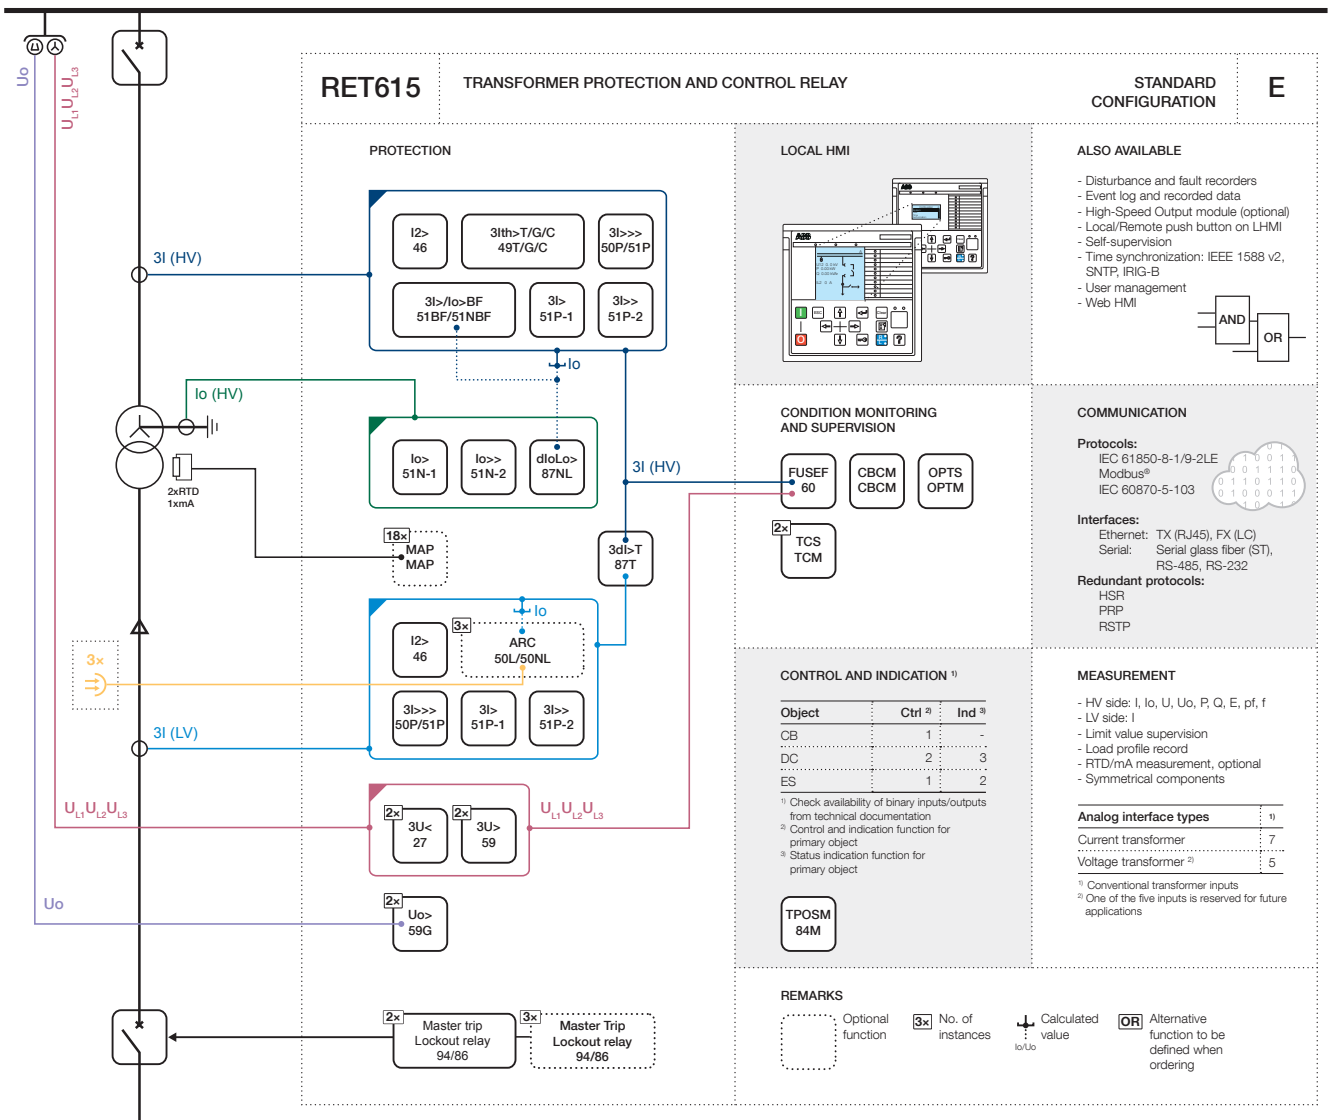 Uo
UL1UL2UL3
RET615
TRANSFORMER PROTECTION AND CONTROL RELAY
STANDARD
CONFIGURATION
E
PROTECTION
I2>
46
3Ith>T/G/C
49T/G/C
3I>>>
50P/51P
3I (HV)
3I>/Io>BF
51BF/51NBF
3I>
51P-1
3I>>
51P-2
Io
Io (HV)
Io>
51N-1
Io>>
51N-2
dIoLo>
87NL
3I (HV)
2xRTD
1xmA
18×
MAP
MAP
3dI>T
87T
Io
I2>
46
3×
ARC
50L/50NL
3×
3I>>>
50P/51P
3I>
51P-1
3I>>
51P-2
3I (LV)
UL1UL2UL3
2×
3U<
27
2×
3U>
59
UL1UL2UL3
Uo
2×
Uo>
59G
2×
Master trip
Lockout relay
94/86
3×
Master Trip
Lockout relay
94/86
LOCAL HMI
ABB
ABB
ESC
I
O
?
?
ALSO AVAILABLE
- Disturbance and fault recorders
- Event log and recorded data
- High-Speed Output module (optional)
- Local/Remote push button on LHMI
- Self-supervision
- Time synchronization: IEEE 1588 v2,
SNTP, IRIG-B
- User management
- Web HMI
AND
OR
CONDITION MONITORING
AND SUPERVISION
FUSEF
60
CBCM
CBCM
OPTS
OPTM
2×
TCS
TCM
COMMUNICATION
Protocols:
IEC 61850-8-1/9-2LE
Modbus®
IEC 60870-5-103
Interfaces:
Ethernet: TX (RJ45), FX (LC)
Serial: Serial glass fiber (ST),
RS-485, RS-232
Redundant protocols:
HSR
PRP
RSTP
CONTROL AND INDICATION 1)
Object Ctrl 2) Ind 3)
CB 1 -
DC 2 3
ES 1 2
1) Check availability of binary inputs/outputs
from technical documentation
2) Control and indication function for
primary object
3) Status indication function for
primary object
TPOSM
84M
MEASUREMENT
- HV side: I, Io, U, Uo, P, Q, E, pf, f
- LV side: I
- Limit value supervision
- Load profile record
- RTD/mA measurement, optional
- Symmetrical components
Analog interface types 1)
Current transformer 7
Voltage transformer 2) 5
1) Conventional transformer inputs
2) One of the five inputs is reserved for future
applications
REMARKS
Optional
function
3×
No. of
instances
Io/Uo
Calculated
value
OR
Alternative
function to be
defined when
ordering